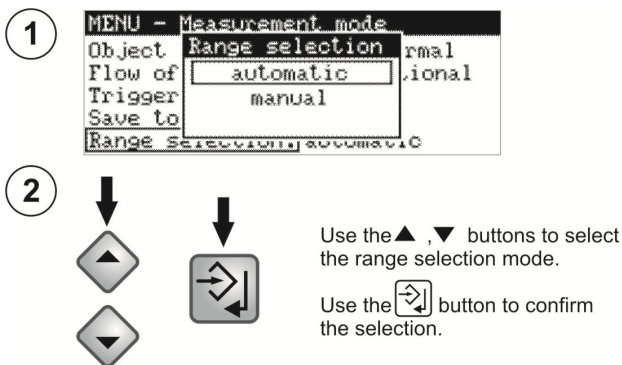 1
MENU - Measurement mode
Range selection
Object rmal
Flow of automatic .ional
Trigger manual
Save to
Range selection: automatic
2
Use the ▲ ,▼ buttons to select
the range selection mode.
Use the button to confirm
the selection.